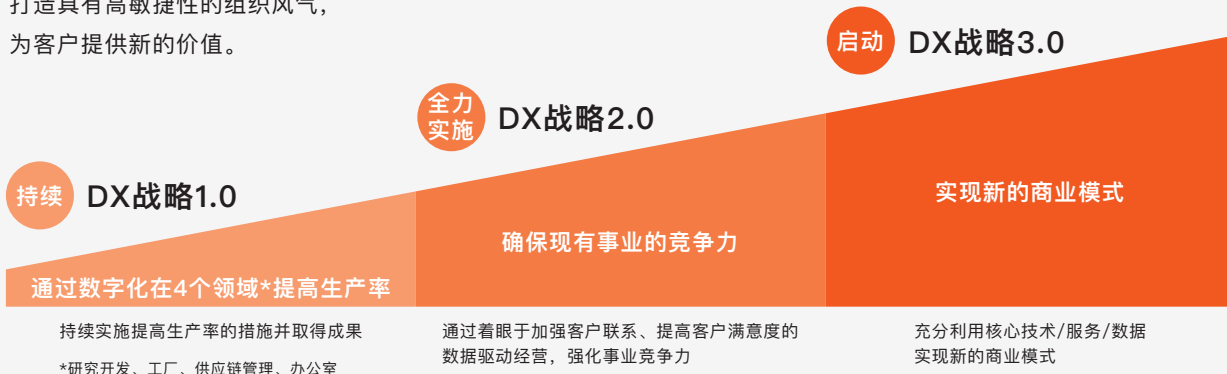 打造具有高敏捷性的组织风气，
为客户提供新的价值。
启动
DX战略3.0
全力
实施
DX战略2.0
持续
DX战略1.0
实现新的商业模式
确保现有事业的竞争力
通过数字化在4个领域*提高生产率
持续实施提高生产率的措施并取得成果
*研究开发、工厂、供应链管理、办公室
通过着眼于加强客户联系、提高客户满意度的
数据驱动经营，强化事业竞争力
充分利用核心技术/服务/数据
实现新的商业模式